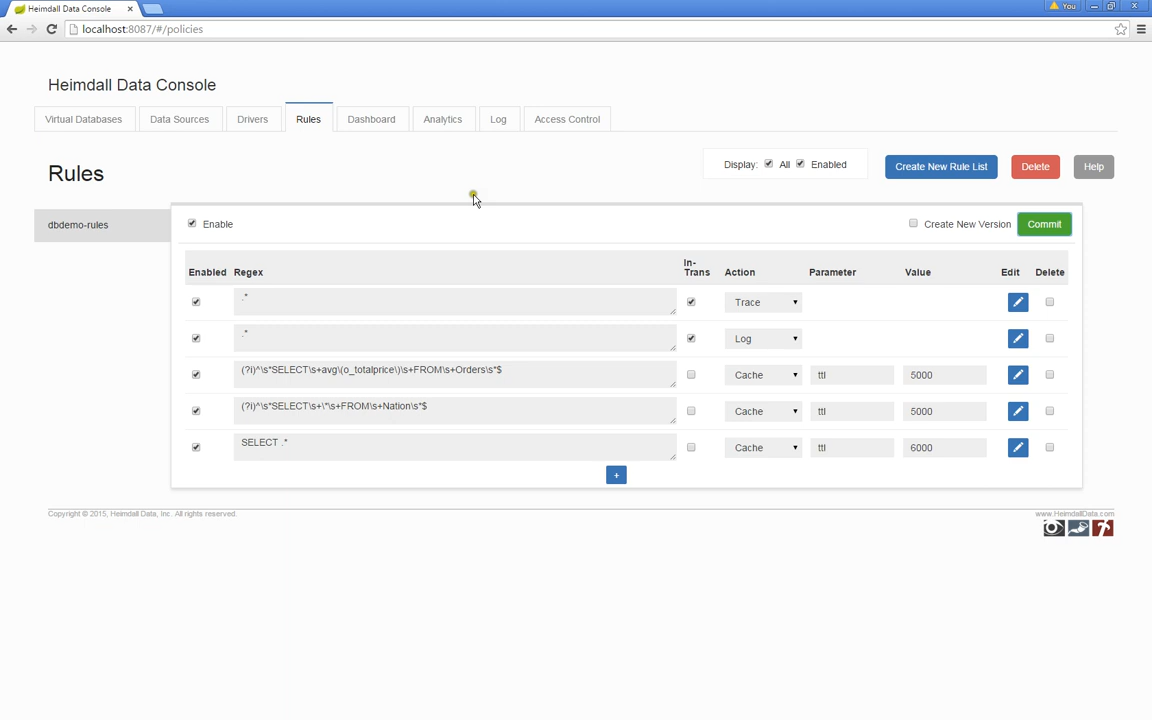 Heimdall Data Console
You
localhost:8087/#/policies
Heimdall Data Console
Virtual Databases Data Sources Drivers Rules Dashboard Analytics Log Access Control
Rules
Display: All Enabled Create New Rule List Delete Help
dbdemo-rules
Enable Create New Version Commit
Enabled Regex In-Trans Action Parameter Value Edit Delete
.* Trace
.* Log
(?i)^\s*SELECT\s+avg\(o_totalprice\)\s+FROM\s+Orders\s*$ Cache ttl 5000
(?i)^\s*SELECT\s+\*\s+FROM\s+Nation\s*$ Cache ttl 5000
SELECT .* Cache ttl 6000
+
Copyright © 2015, Heimdall Data, Inc. All rights reserved. www.HeimdallData.com